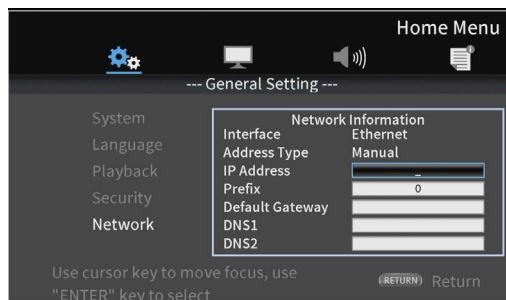 Home Menu
--- General Setting ---
System
Language
Playback
Security
Network
Network Information
Interface Ethernet
Address Type Manual
IP Address _
Prefix 0
Default Gateway
DNS1
DNS2
Use cursor key to move focus, use
"ENTER" key to select
RETURN Return